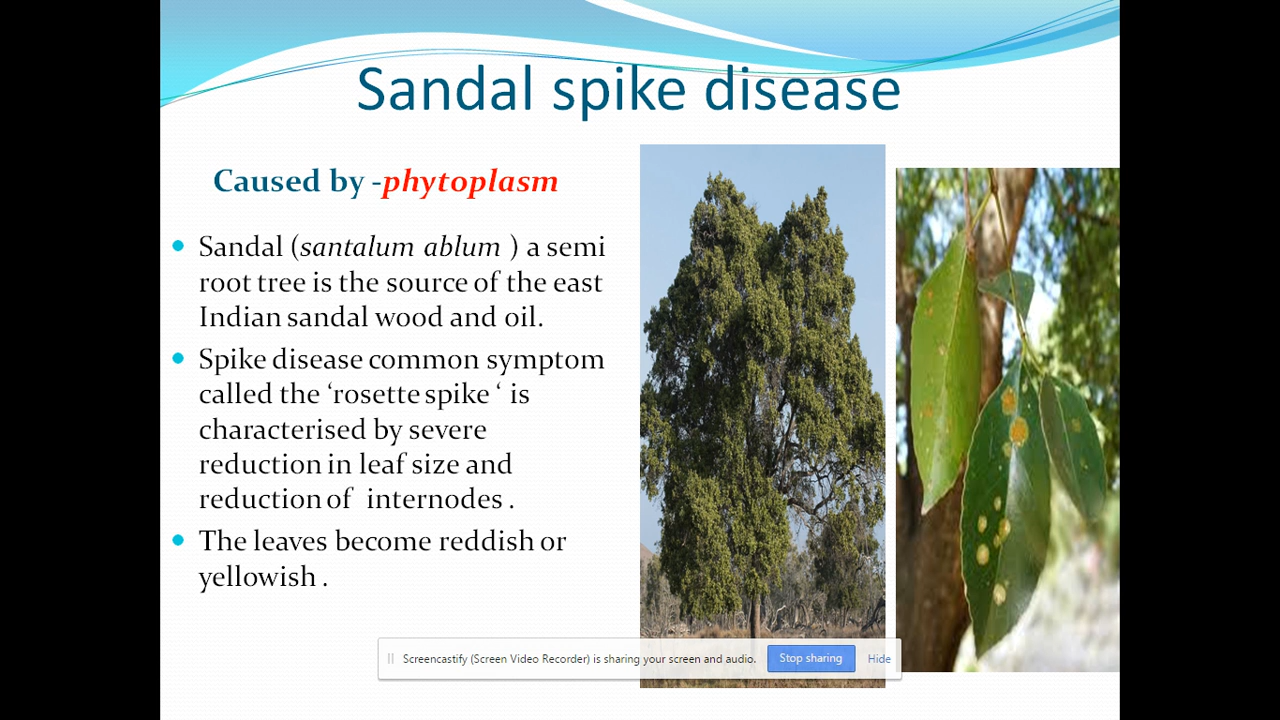 Sandal spike disease
Caused by -phytoplasm
Sandal (santalum ablum ) a semi
root tree is the source of the east
Indian sandal wood and oil.
Spike disease common symptom
called the ‘rosette spike ‘ is
characterised by severe
reduction in leaf size and
reduction of internodes .
The leaves become reddish or
yellowish .
Screencastify (Screen Video Recorder) is sharing your screen and audio. Stop sharing Hide